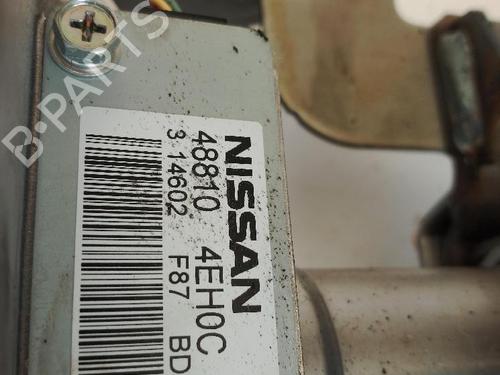 B-PARTS
NISSAN
48810 4EH0C
3 14602 F87 BD